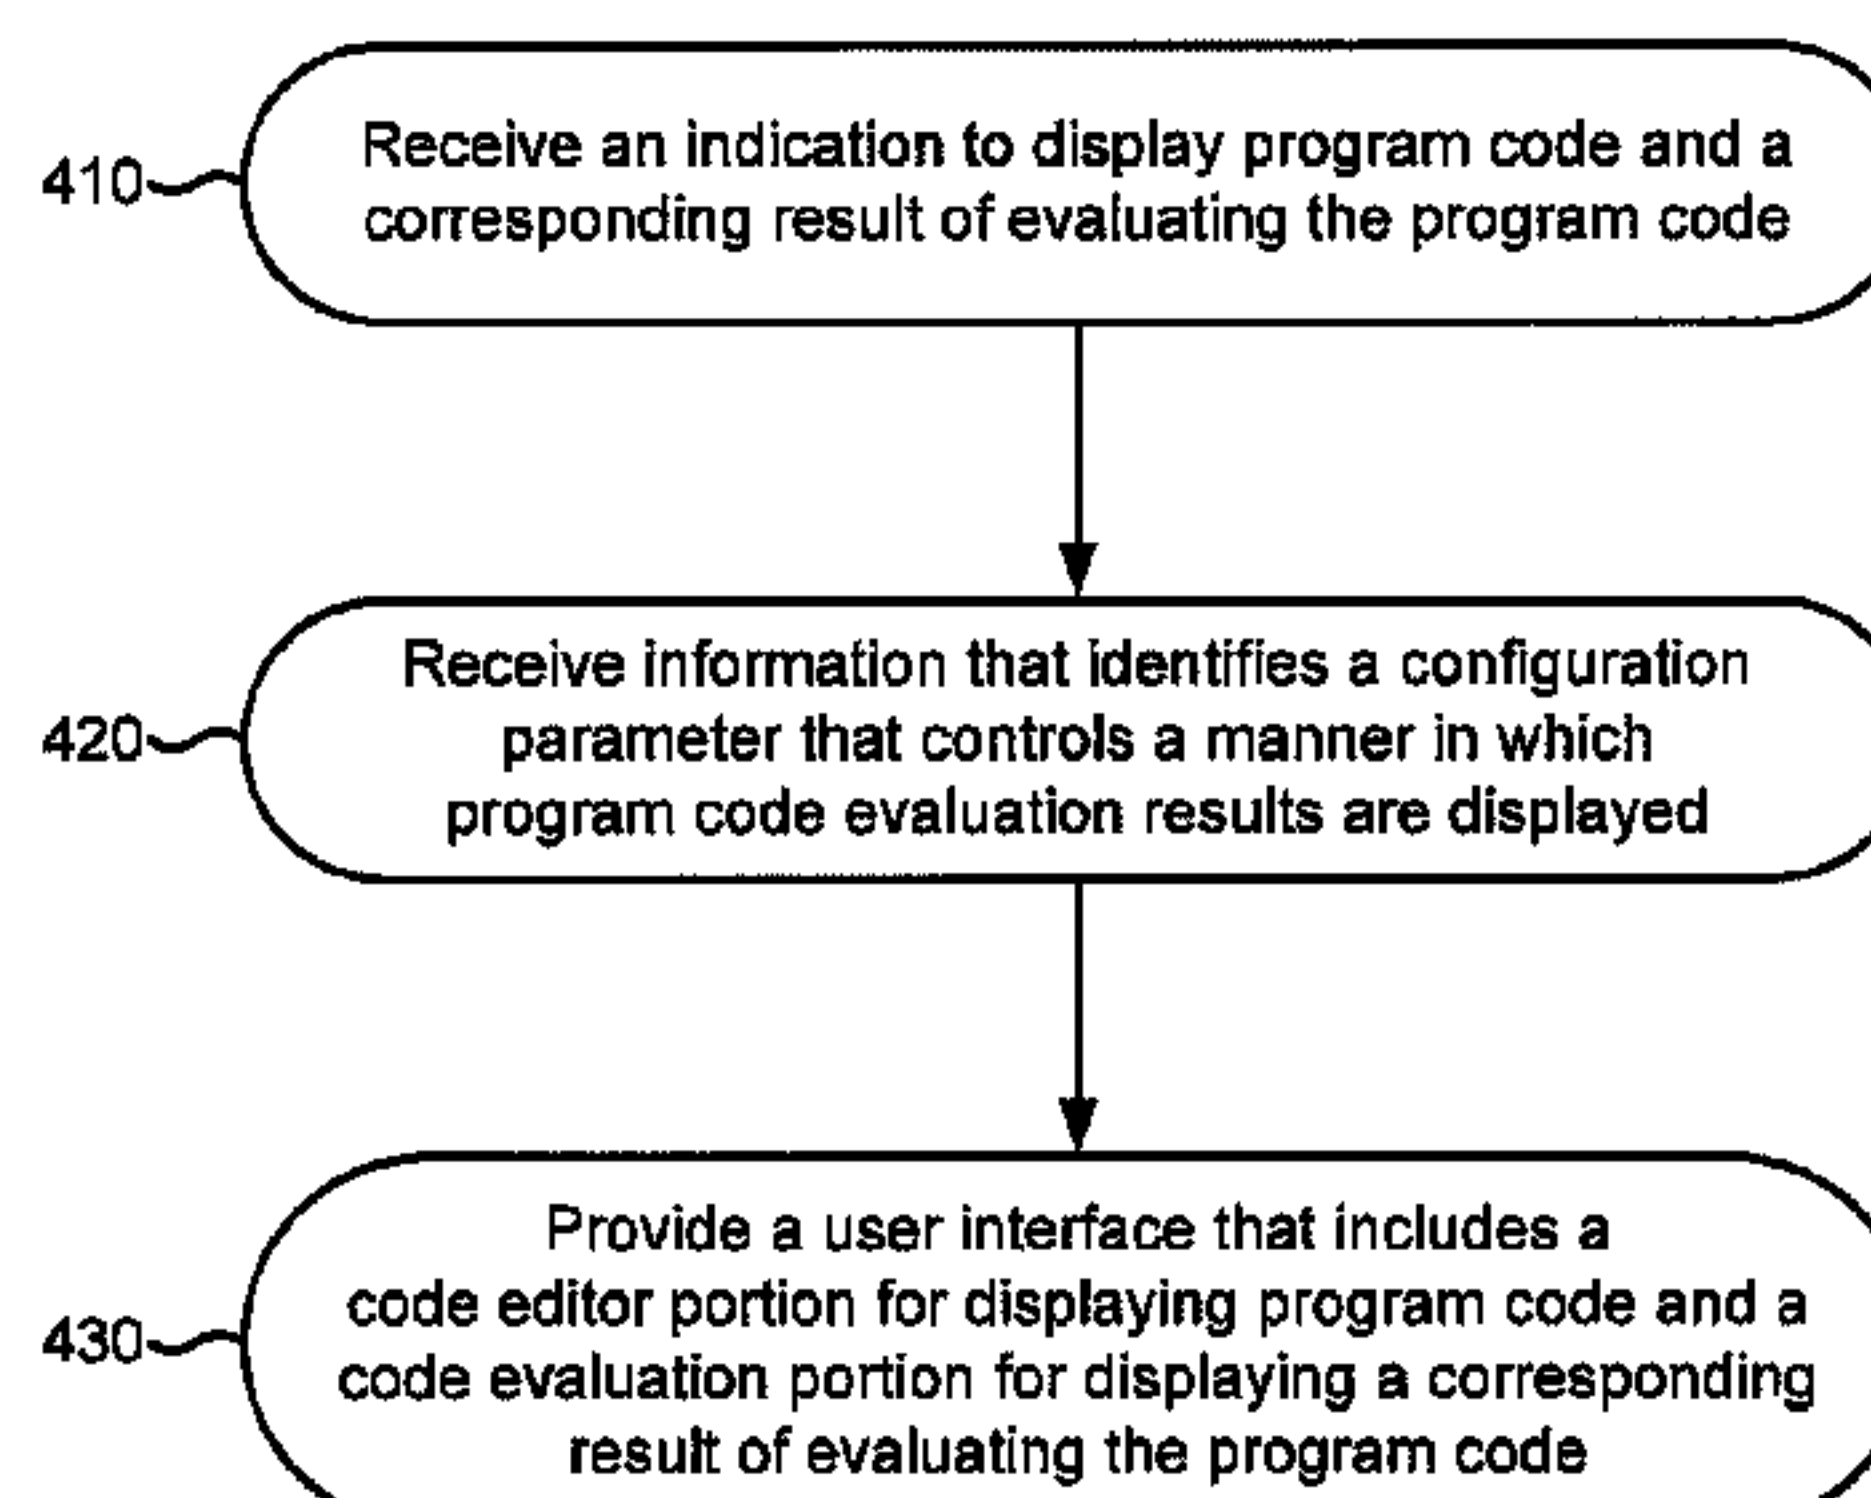 410
Receive an indication to display program code and a
corresponding result of evaluating the program code
420
Receive information that identifies a configuration
parameter that controls a manner in which
program code evaluation results are displayed
430
Provide a user interface that includes a
code editor portion for displaying program code and a
code evaluation portion for displaying a corresponding
result of evaluating the program code